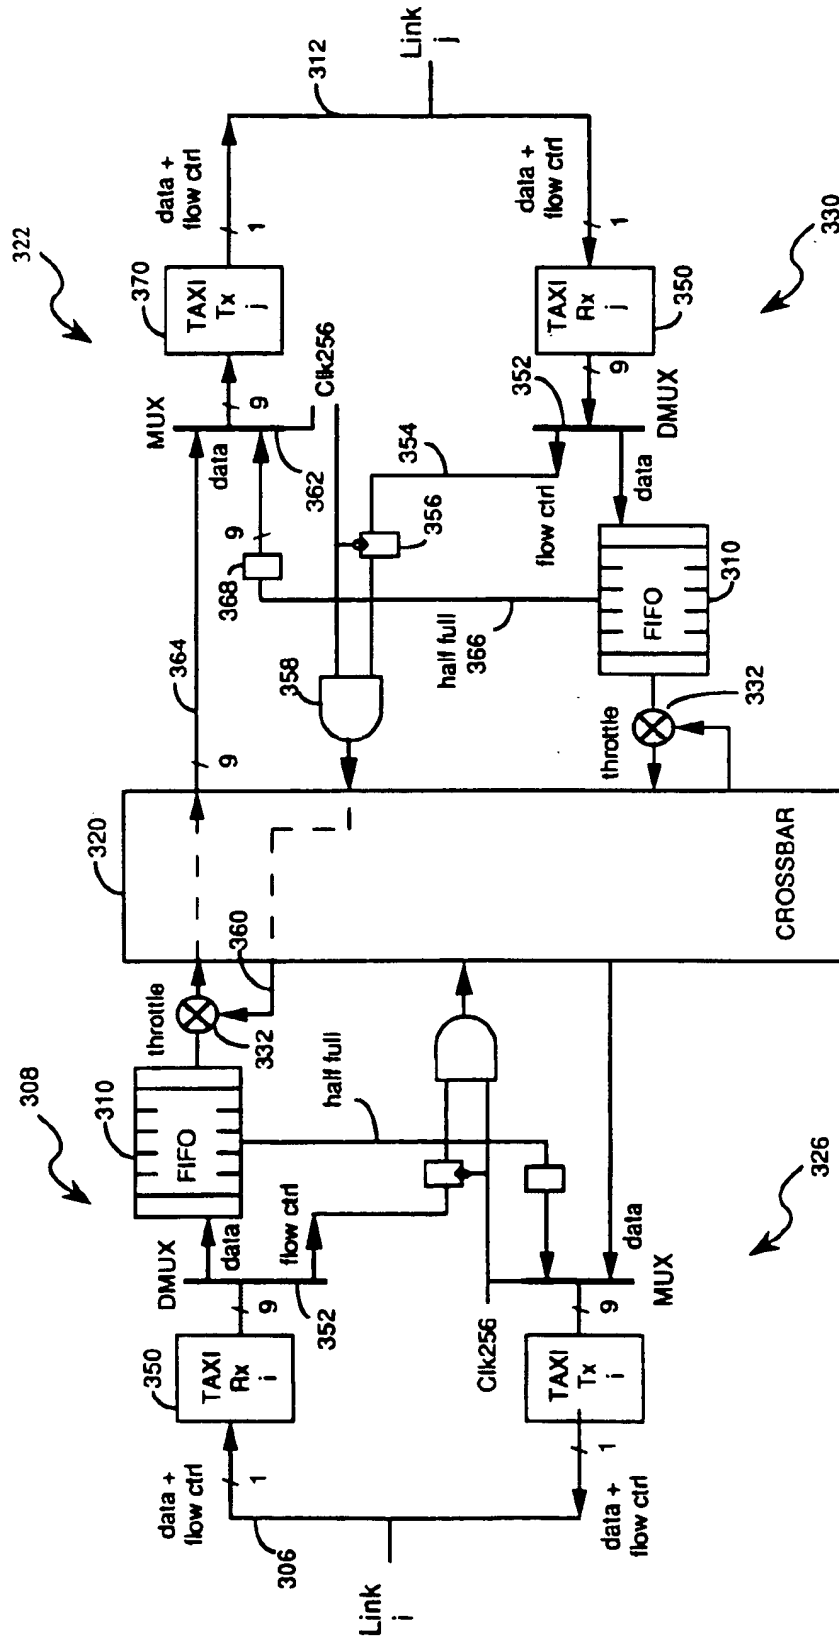 308
322
320
310
350
DMUX
throttle
364
MUX
370
data +
flow ctrl
312
data +
flow ctrl
1
306
TAXI
Rx
i
9
352
data
flow ctrl
FIFO
332
360
9
data
9
TAXI
Tx
j
1
368
9
362
Clk256
358
356
354
half full
half full
366
Link
i
Link
j
Clk256
flow ctrl
352
data +
flow ctrl
1
data +
flow ctrl
1
TAXI
Tx
i
9
MUX
data
326
CROSSBAR
throttle
332
FIFO
310
data
DMUX
9
TAXI
Rx
j
350
330